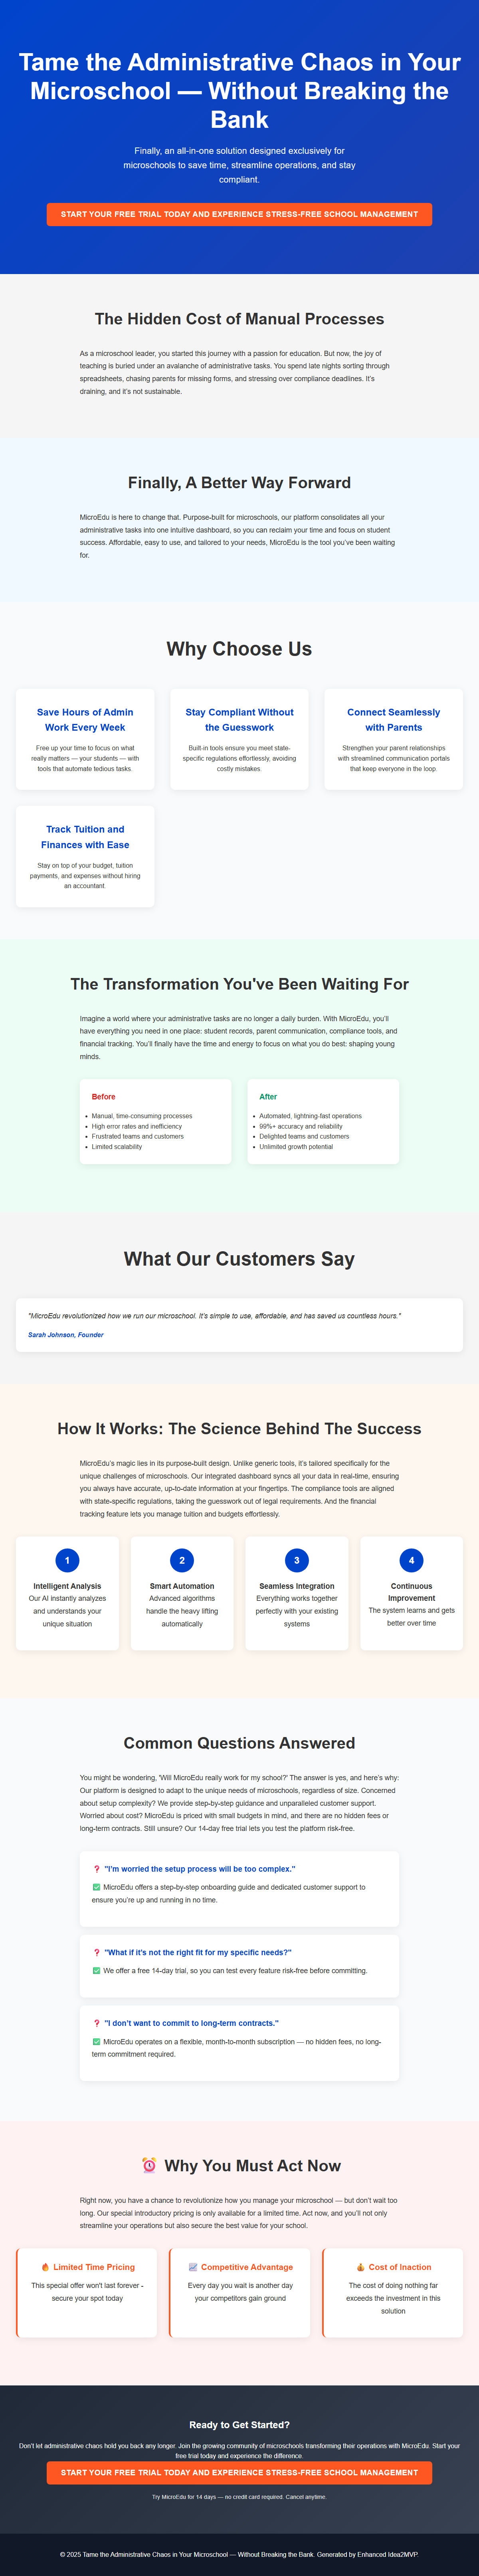 Tame the Administrative Chaos in Your
Microschool — Without Breaking the
Bank
Finally, an all-in-one solution designed exclusively for
microschools to save time, streamline operations, and stay
compliant.
START YOUR FREE TRIAL TODAY AND EXPERIENCE STRESS-FREE SCHOOL MANAGEMENT
The Hidden Cost of Manual Processes
As a microschool leader, you started this journey with a passion for education. But now, the joy of
teaching is buried under an avalanche of administrative tasks. You spend late nights sorting through
spreadsheets, chasing parents for missing forms, and stressing over compliance deadlines. It's
draining, and it's not sustainable.
Finally, A Better Way Forward
MicroEdu is here to change that. Purpose-built for microschools, our platform consolidates all your
administrative tasks into one intuitive dashboard, so you can reclaim your time and focus on student
success. Affordable, easy to use, and tailored to your needs, MicroEdu is the tool you've been waiting
for.
Why Choose Us
Save Hours of Admin
Work Every Week
Free up your time to focus on what
really matters — your students — with
tools that automate tedious tasks.
Stay Compliant Without
the Guesswork
Built-in tools ensure you meet state-
specific regulations effortlessly, avoiding
costly mistakes.
Connect Seamlessly
with Parents
Strengthen your parent relationships
with streamlined communication portals
that keep everyone in the loop.
Track Tuition and
Finances with Ease
Stay on top of your budget, tuition
payments, and expenses without hiring
an accountant.
The Transformation You've Been Waiting For
Imagine a world where your administrative tasks are no longer a daily burden. With MicroEdu, you'll
have everything you need in one place: student records, parent communication, compliance tools, and
financial tracking. You'll finally have the time and energy to focus on what you do best: shaping young
minds.
Before
• Manual, time-consuming processes
• High error rates and inefficiency
• Frustrated teams and customers
• Limited scalability
After
• Automated, lightning-fast operations
• 99%+ accuracy and reliability
• Delighted teams and customers
• Unlimited growth potential
What Our Customers Say
"MicroEdu revolutionized how we run our microschool. It's simple to use, affordable, and has saved us countless hours."
Sarah Johnson, Founder
How It Works: The Science Behind The Success
MicroEdu's magic lies in its purpose-built design. Unlike generic tools, it's tailored specifically for the
unique challenges of microschools. Our integrated dashboard syncs all your data in real-time, ensuring
you always have accurate, up-to-date information at your fingertips. The compliance tools are aligned
with state-specific regulations, taking the guesswork out of legal requirements. And the financial
tracking feature lets you manage tuition and budgets effortlessly.
1
Intelligent Analysis
Our AI instantly analyzes
and understands your
unique situation
2
Smart Automation
Advanced algorithms
handle the heavy lifting
automatically
3
Seamless Integration
Everything works together
perfectly with your existing
systems
4
Continuous
Improvement
The system learns and gets
better over time
Common Questions Answered
You might be wondering, 'Will MicroEdu really work for my school?' The answer is yes, and here's why:
Our platform is designed to adapt to the unique needs of microschools, regardless of size. Concerned
about setup complexity? We provide step-by-step guidance and unparalleled customer support.
Worried about cost? MicroEdu is priced with small budgets in mind, and there are no hidden fees or
long-term contracts. Still unsure? Our 14-day free trial lets you test the platform risk-free.
❓ "I'm worried the setup process will be too complex."
✅ MicroEdu offers a step-by-step onboarding guide and dedicated customer support to
ensure you're up and running in no time.
❓ "What if it's not the right fit for my specific needs?"
✅ We offer a free 14-day trial, so you can test every feature risk-free before committing.
❓ "I don't want to commit to long-term contracts."
✅ MicroEdu operates on a flexible, month-to-month subscription — no hidden fees, no long-
term commitment required.
⏰ Why You Must Act Now
Right now, you have a chance to revolutionize how you manage your microschool — but don't wait too
long. Our special introductory pricing is only available for a limited time. Act now, and you'll not only
streamline your operations but also secure the best value for your school.
🔥 Limited Time Pricing
This special offer won't last forever -
secure your spot today
📈 Competitive Advantage
Every day you wait is another day
your competitors gain ground
💰 Cost of Inaction
The cost of doing nothing far
exceeds the investment in this
solution
Ready to Get Started?
Don't let administrative chaos hold you back any longer. Join the growing community of microschools transforming their operations with MicroEdu. Start your
free trial today and experience the difference.
START YOUR FREE TRIAL TODAY AND EXPERIENCE STRESS-FREE SCHOOL MANAGEMENT
Try MicroEdu for 14 days — no credit card required. Cancel anytime.
© 2025 Tame the Administrative Chaos in Your Microschool — Without Breaking the Bank. Generated by Enhanced Idea2MVP.